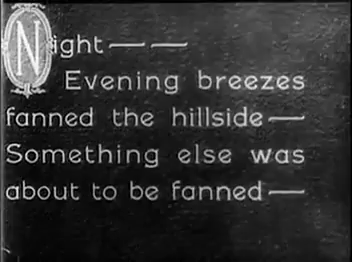 Night — —
Evening breezes
fanned the hillside —
Something else was
about to be fanned —